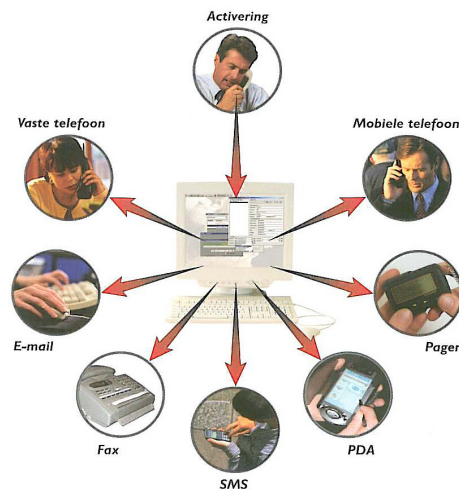 Activering
Vaste telefoon
Mobiele telefoon
E-mail
Pager
Fax
PDA
SMS